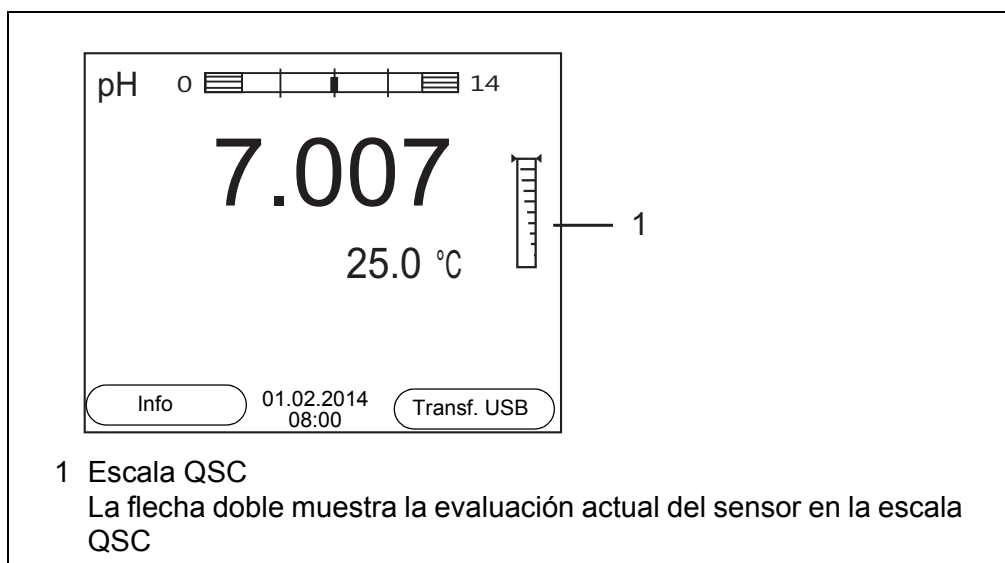 pH 0 14
7.007
1
25.0 °C
Info 01.02.2014 08:00 Transf. USB
1 Escala QSC
La flecha doble muestra la evaluación actual del sensor en la escala
QSC